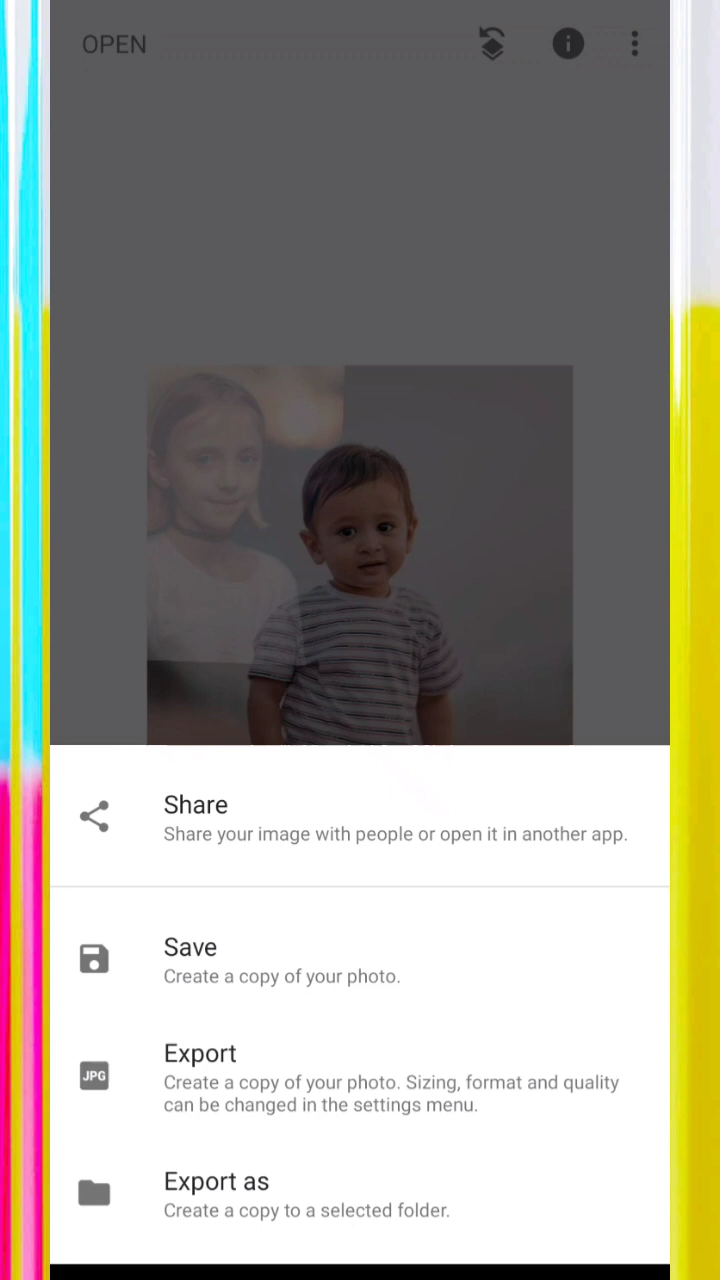 OPEN
Share
Share your image with people or open it in another app.
Save
Create a copy of your photo.
JPG
Export
Create a copy of your photo. Sizing, format and quality
can be changed in the settings menu.
Export as
Create a copy to a selected folder.